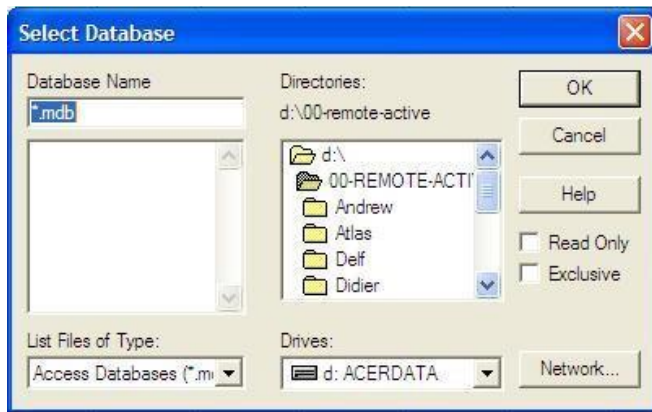 Select Database
Database Name
*.mdb
List Files of Type:
Access Databases (*.m
Directories:
d:\00-remote-active
d:\
00-REMOTE-ACTI
Andrew
Atlas
Delf
Didier
Drives:
d: ACERDATA
OK
Cancel
Help
Read Only
Exclusive
Network...